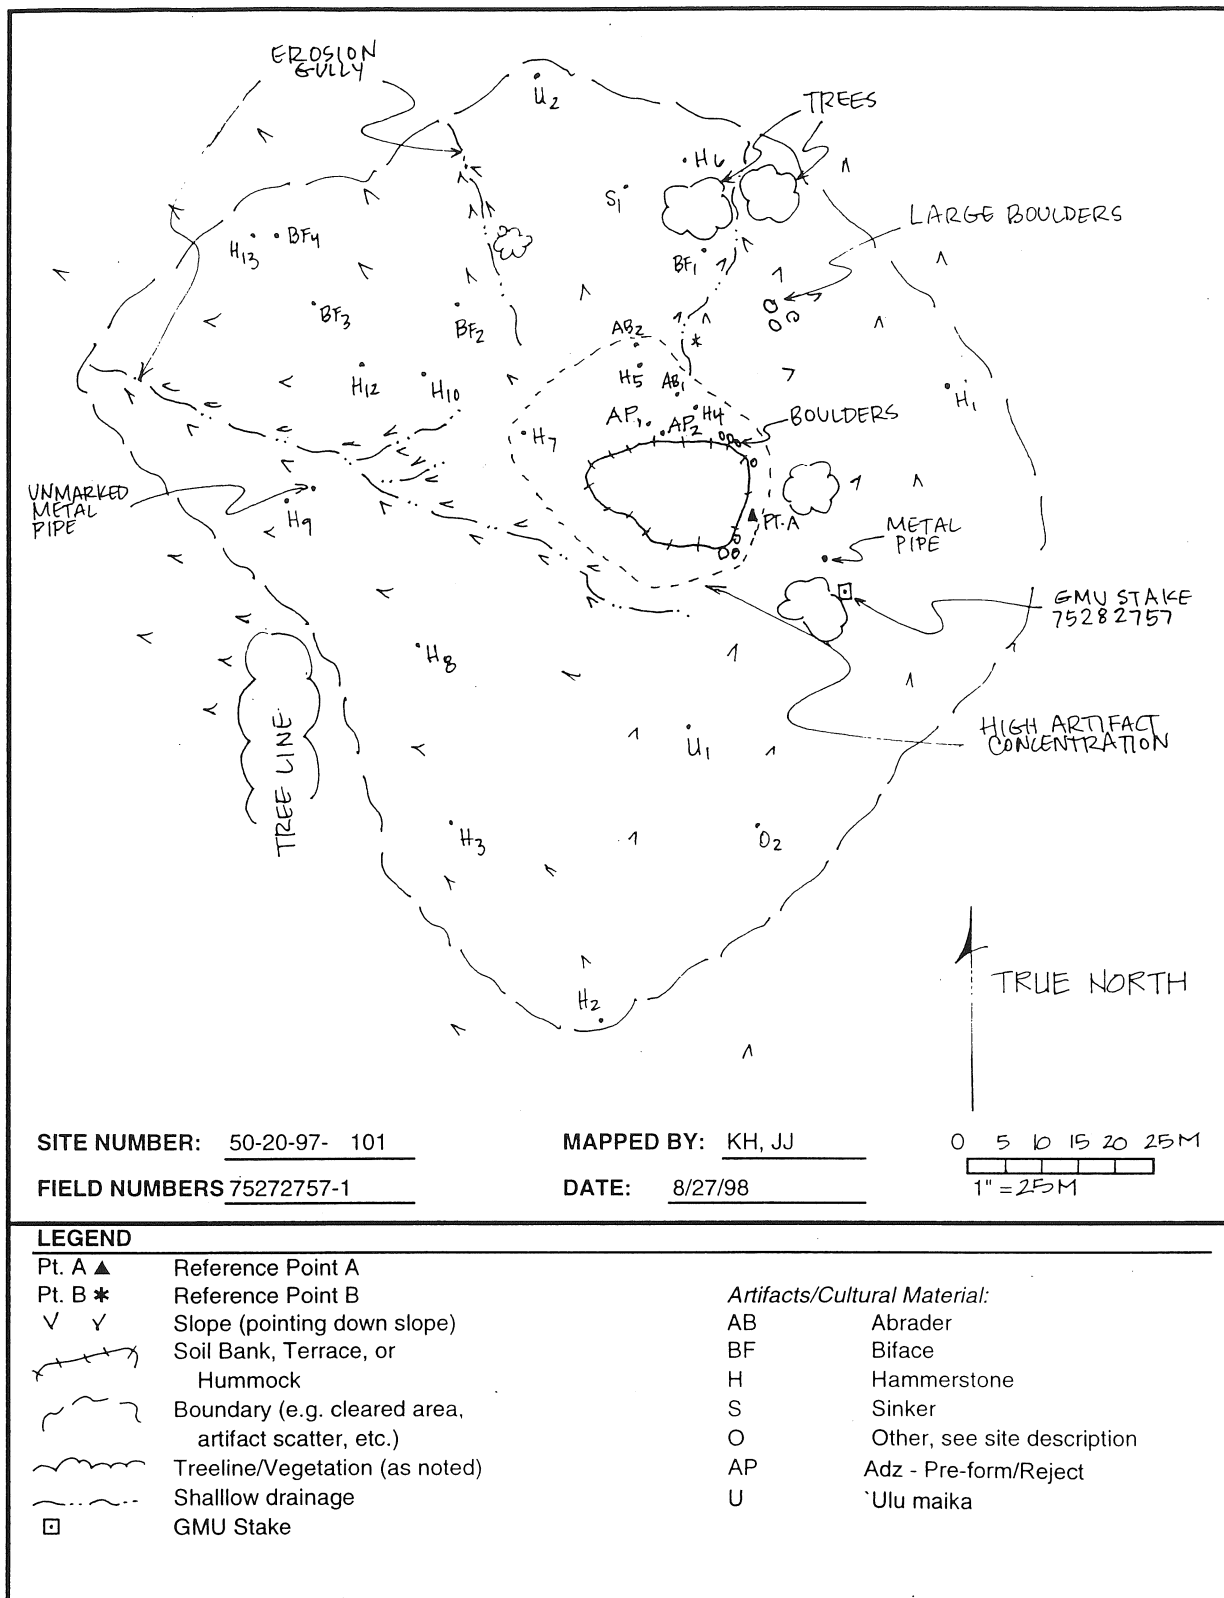 EROSION
GULLY
U2
TREES
H6
S1
LARGE BOULDERS
BF4
H13
BF1
BF3
BF2
AB2
*
H5
AB1
H12
H10
H1
AP1
AP2
H4
BOULDERS
H7
UNMARKED
METAL
PIPE
H9
PT. A
METAL
PIPE
GMU STAKE
75282757
H8
HIGH ARTIFACT
CONCENTRATION
U1
TREE LINE
H3
O2
TRUE NORTH
H2
SITE NUMBER: 50-20-97- 101
MAPPED BY: KH, JJ
0 5 10 15 20 25 M
FIELD NUMBERS 75272757-1
DATE: 8/27/98
1" = 25 M
LEGEND
Pt. A ▲ Reference Point A
Pt. B * Reference Point B
Slope (pointing down slope)
Soil Bank, Terrace, or
Hummock
Boundary (e.g. cleared area,
artifact scatter, etc.)
Treeline/Vegetation (as noted)
Shalllow drainage
GMU Stake
Artifacts/Cultural Material:
AB Abrader
BF Biface
H Hammerstone
S Sinker
O Other, see site description
AP Adz - Pre-form/Reject
U `Ulu maika